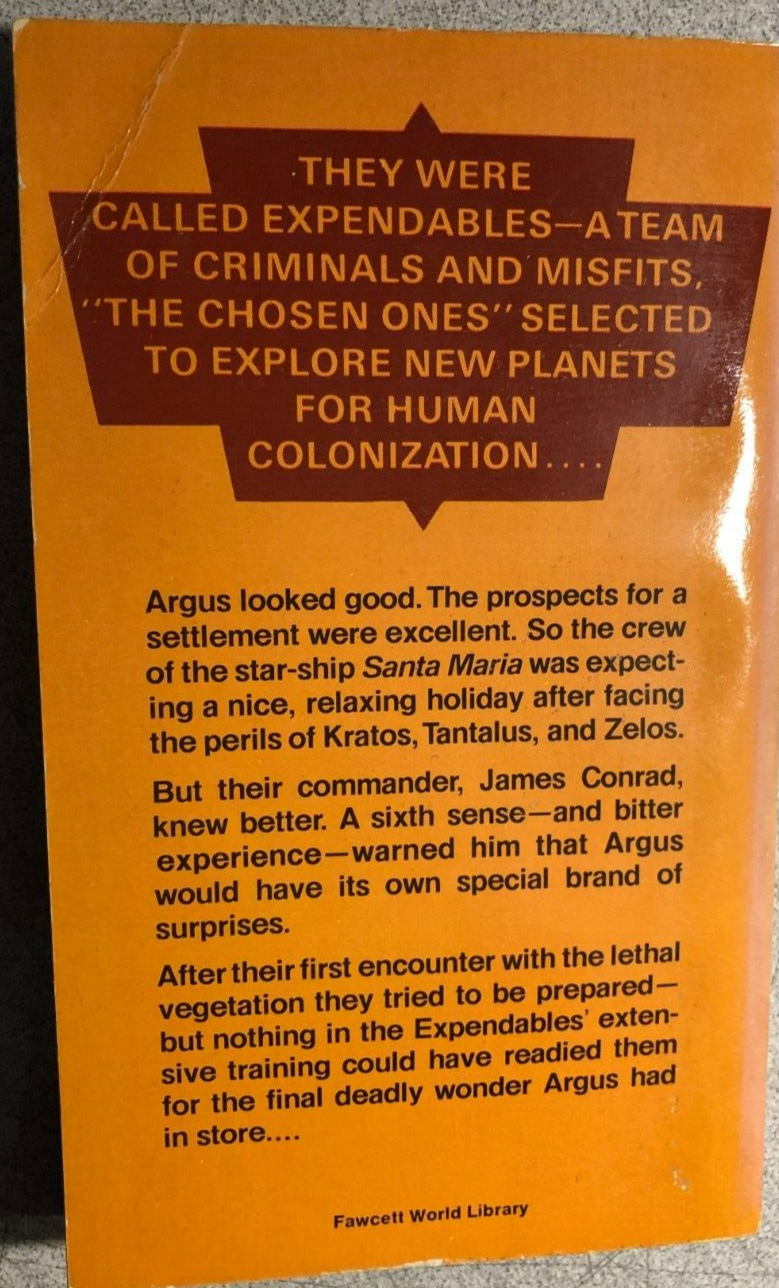 THEY WERE
CALLED EXPENDABLES—A TEAM
OF CRIMINALS AND MISFITS,
"THE CHOSEN ONES" SELECTED
TO EXPLORE NEW PLANETS
FOR HUMAN
COLONIZATION....
Argus looked good. The prospects for a
settlement were excellent. So the crew
of the star-ship Santa Maria was expect-
ing a nice, relaxing holiday after facing
the perils of Kratos, Tantalus, and Zelos.
But their commander, James Conrad,
knew better. A sixth sense—and bitter
experience—warned him that Argus
would have its own special brand of
surprises.
After their first encounter with the lethal
vegetation they tried to be prepared—
but nothing in the Expendables' exten-
sive training could have readied them
for the final deadly wonder Argus had
in store....
Fawcett World Library